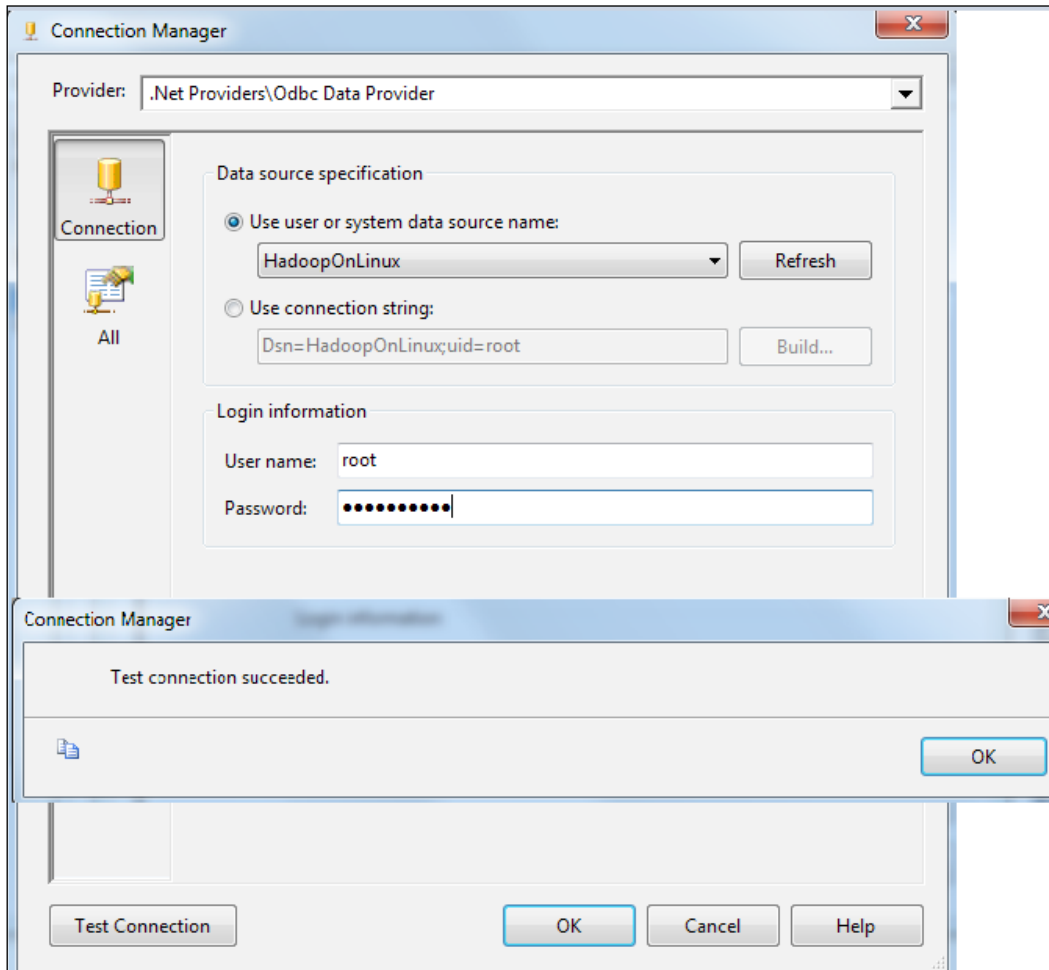 Connection Manager
x
Provider: .Net Providers\Odbc Data Provider
Connection
All
Data source specification
Use user or system data source name:
HadoopOnLinux Refresh
Use connection string:
Dsn=HadoopOnLinux;uid=root Build...
Login information
User name: root
Password: ●●●●●●●●●●
Connection Manager Login information
x
Test connection succeeded.
OK
Test Connection OK Cancel Help